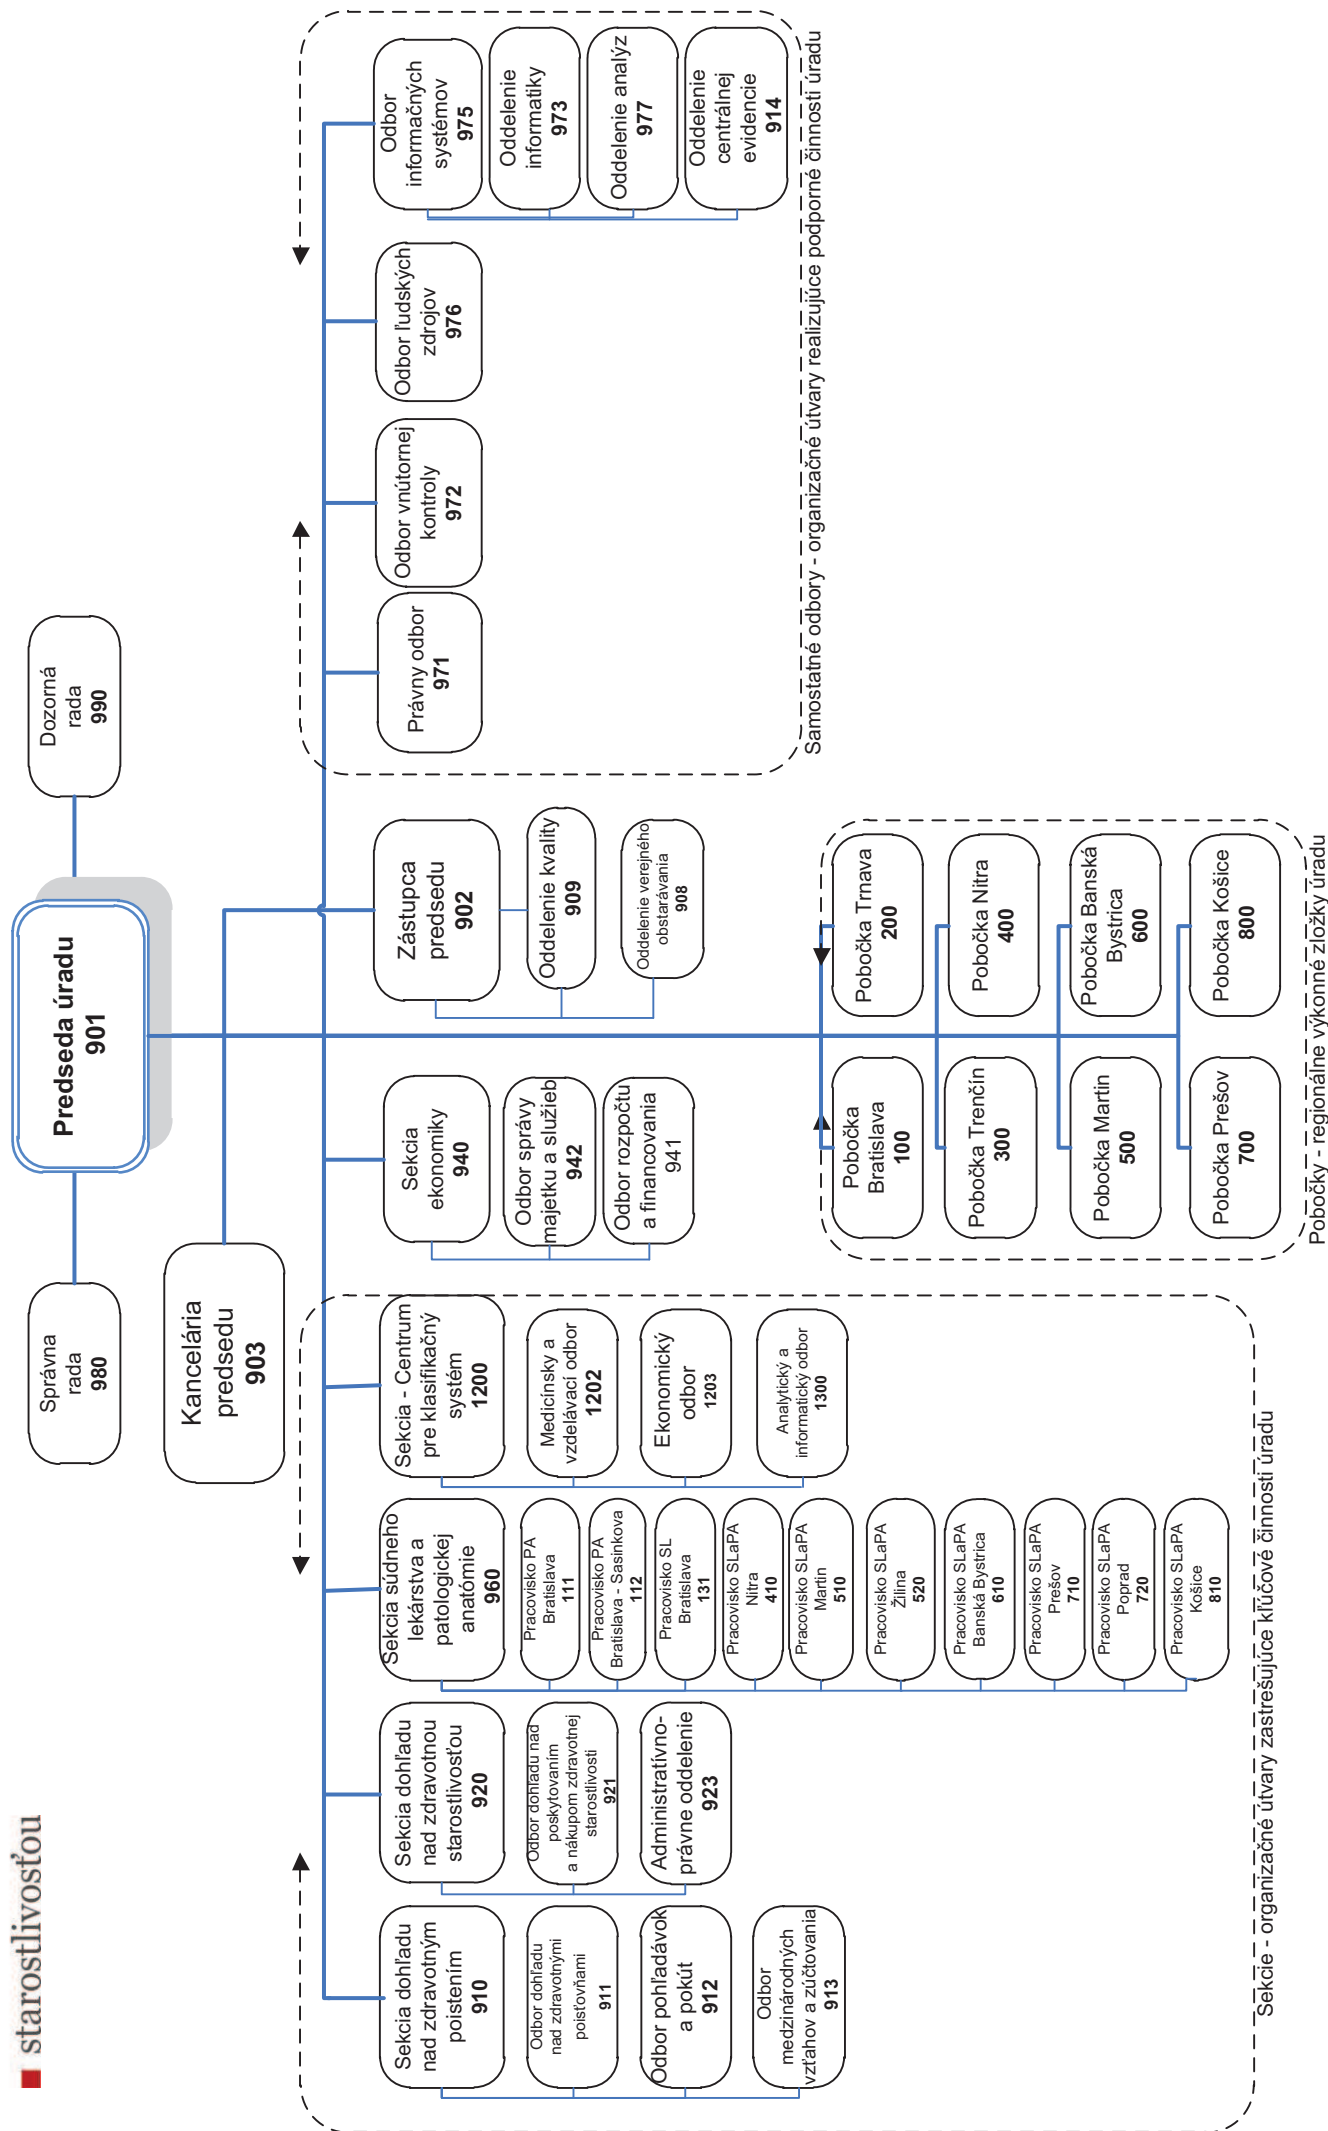 starostlivosťou
Predseda úradu
901
Správna
rada
980
Dozorná
rada
990
Kancelária
predsedu
903
Sekcia dohľadu
nad zdravotným
poistením
910
Odbor dohľadu
nad zdravotnými
poisťovňami
911
Odbor pohľadávok
a pokút
912
Odbor
medzinárodných
vzťahov a zúčtovania
913
Sekcia dohľadu
nad zdravotnou
starostlivosťou
920
Odbor dohľadu nad
poskytovaním
a nákupom zdravotnej
starostlivosti
921
Administratívno-
právne oddelenie
923
Sekcia súdneho
lekárstva a
patologickej
anatómie
960
Pracovisko PA
Bratislava
111
Pracovisko PA
Bratislava - Sasinkova
112
Pracovisko SL
Bratislava
131
Pracovisko SLaPA
Nitra
410
Pracovisko SLaPA
Martin
510
Pracovisko SLaPA
Žilina
520
Pracovisko SLaPA
Banská Bystrica
610
Pracovisko SLaPA
Prešov
710
Pracovisko SLaPA
Poprad
720
Pracovisko SLaPA
Košice
810
Sekcia - Centrum
pre klasifikačný
systém
1200
Medicínsky a
vzdelávací odbor
1202
Ekonomický
odbor
1203
Analytický a
informatický odbor
1300
Sekcie - organizačné útvary zastrešujúce kľúčové činnosti úradu
Sekcia
ekonomiky
940
Odbor správy
majetku a služieb
942
Odbor rozpočtu
a financovania
941
Zástupca
predsedu
902
Oddelenie kvality
909
Oddelenie verejného
obstarávania
908
Pobočka
Bratislava
100
Pobočka Trnava
200
Pobočka Trenčín
300
Pobočka Nitra
400
Pobočka Martin
500
Pobočka Banská
Bystrica
600
Pobočka Prešov
700
Pobočka Košice
800
Pobočky - regionálne výkonné zložky úradu
Právny odbor
971
Odbor vnútornej
kontroly
972
Odbor ľudských
zdrojov
976
Odbor
informačných
systémov
975
Oddelenie
informatiky
973
Oddelenie analýz
977
Oddelenie
centrálnej
evidencie
914
Samostatné odbory - organizačné útvary realizujúce podporné činnosti úradu